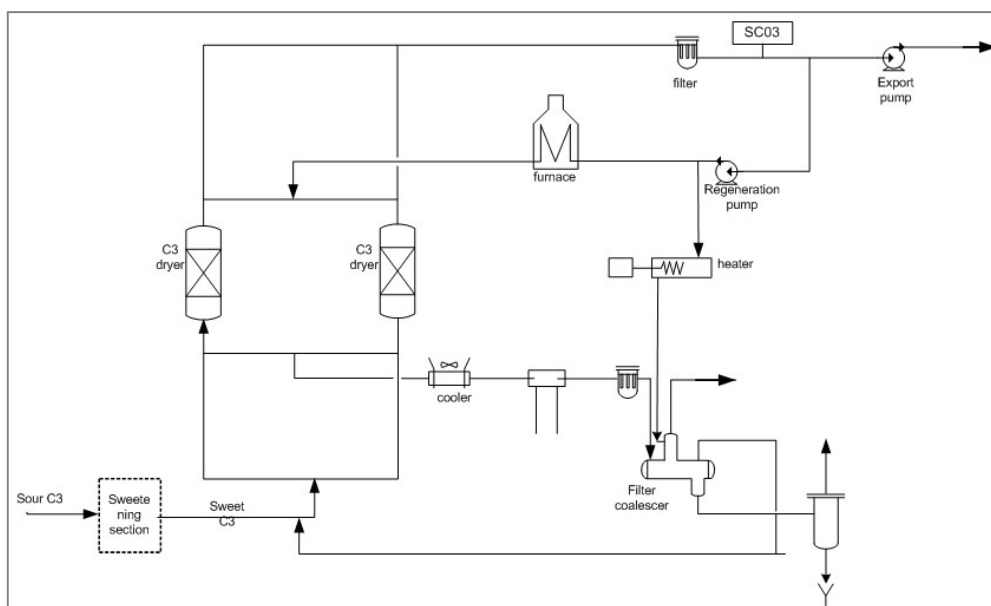 SC03
filter
Export
pump
furnace
Regeneration
pump
C3
dryer
C3
dryer
heater
cooler
Sour C3
Sweete
ning
section
Sweet
C3
Filter
coalescer